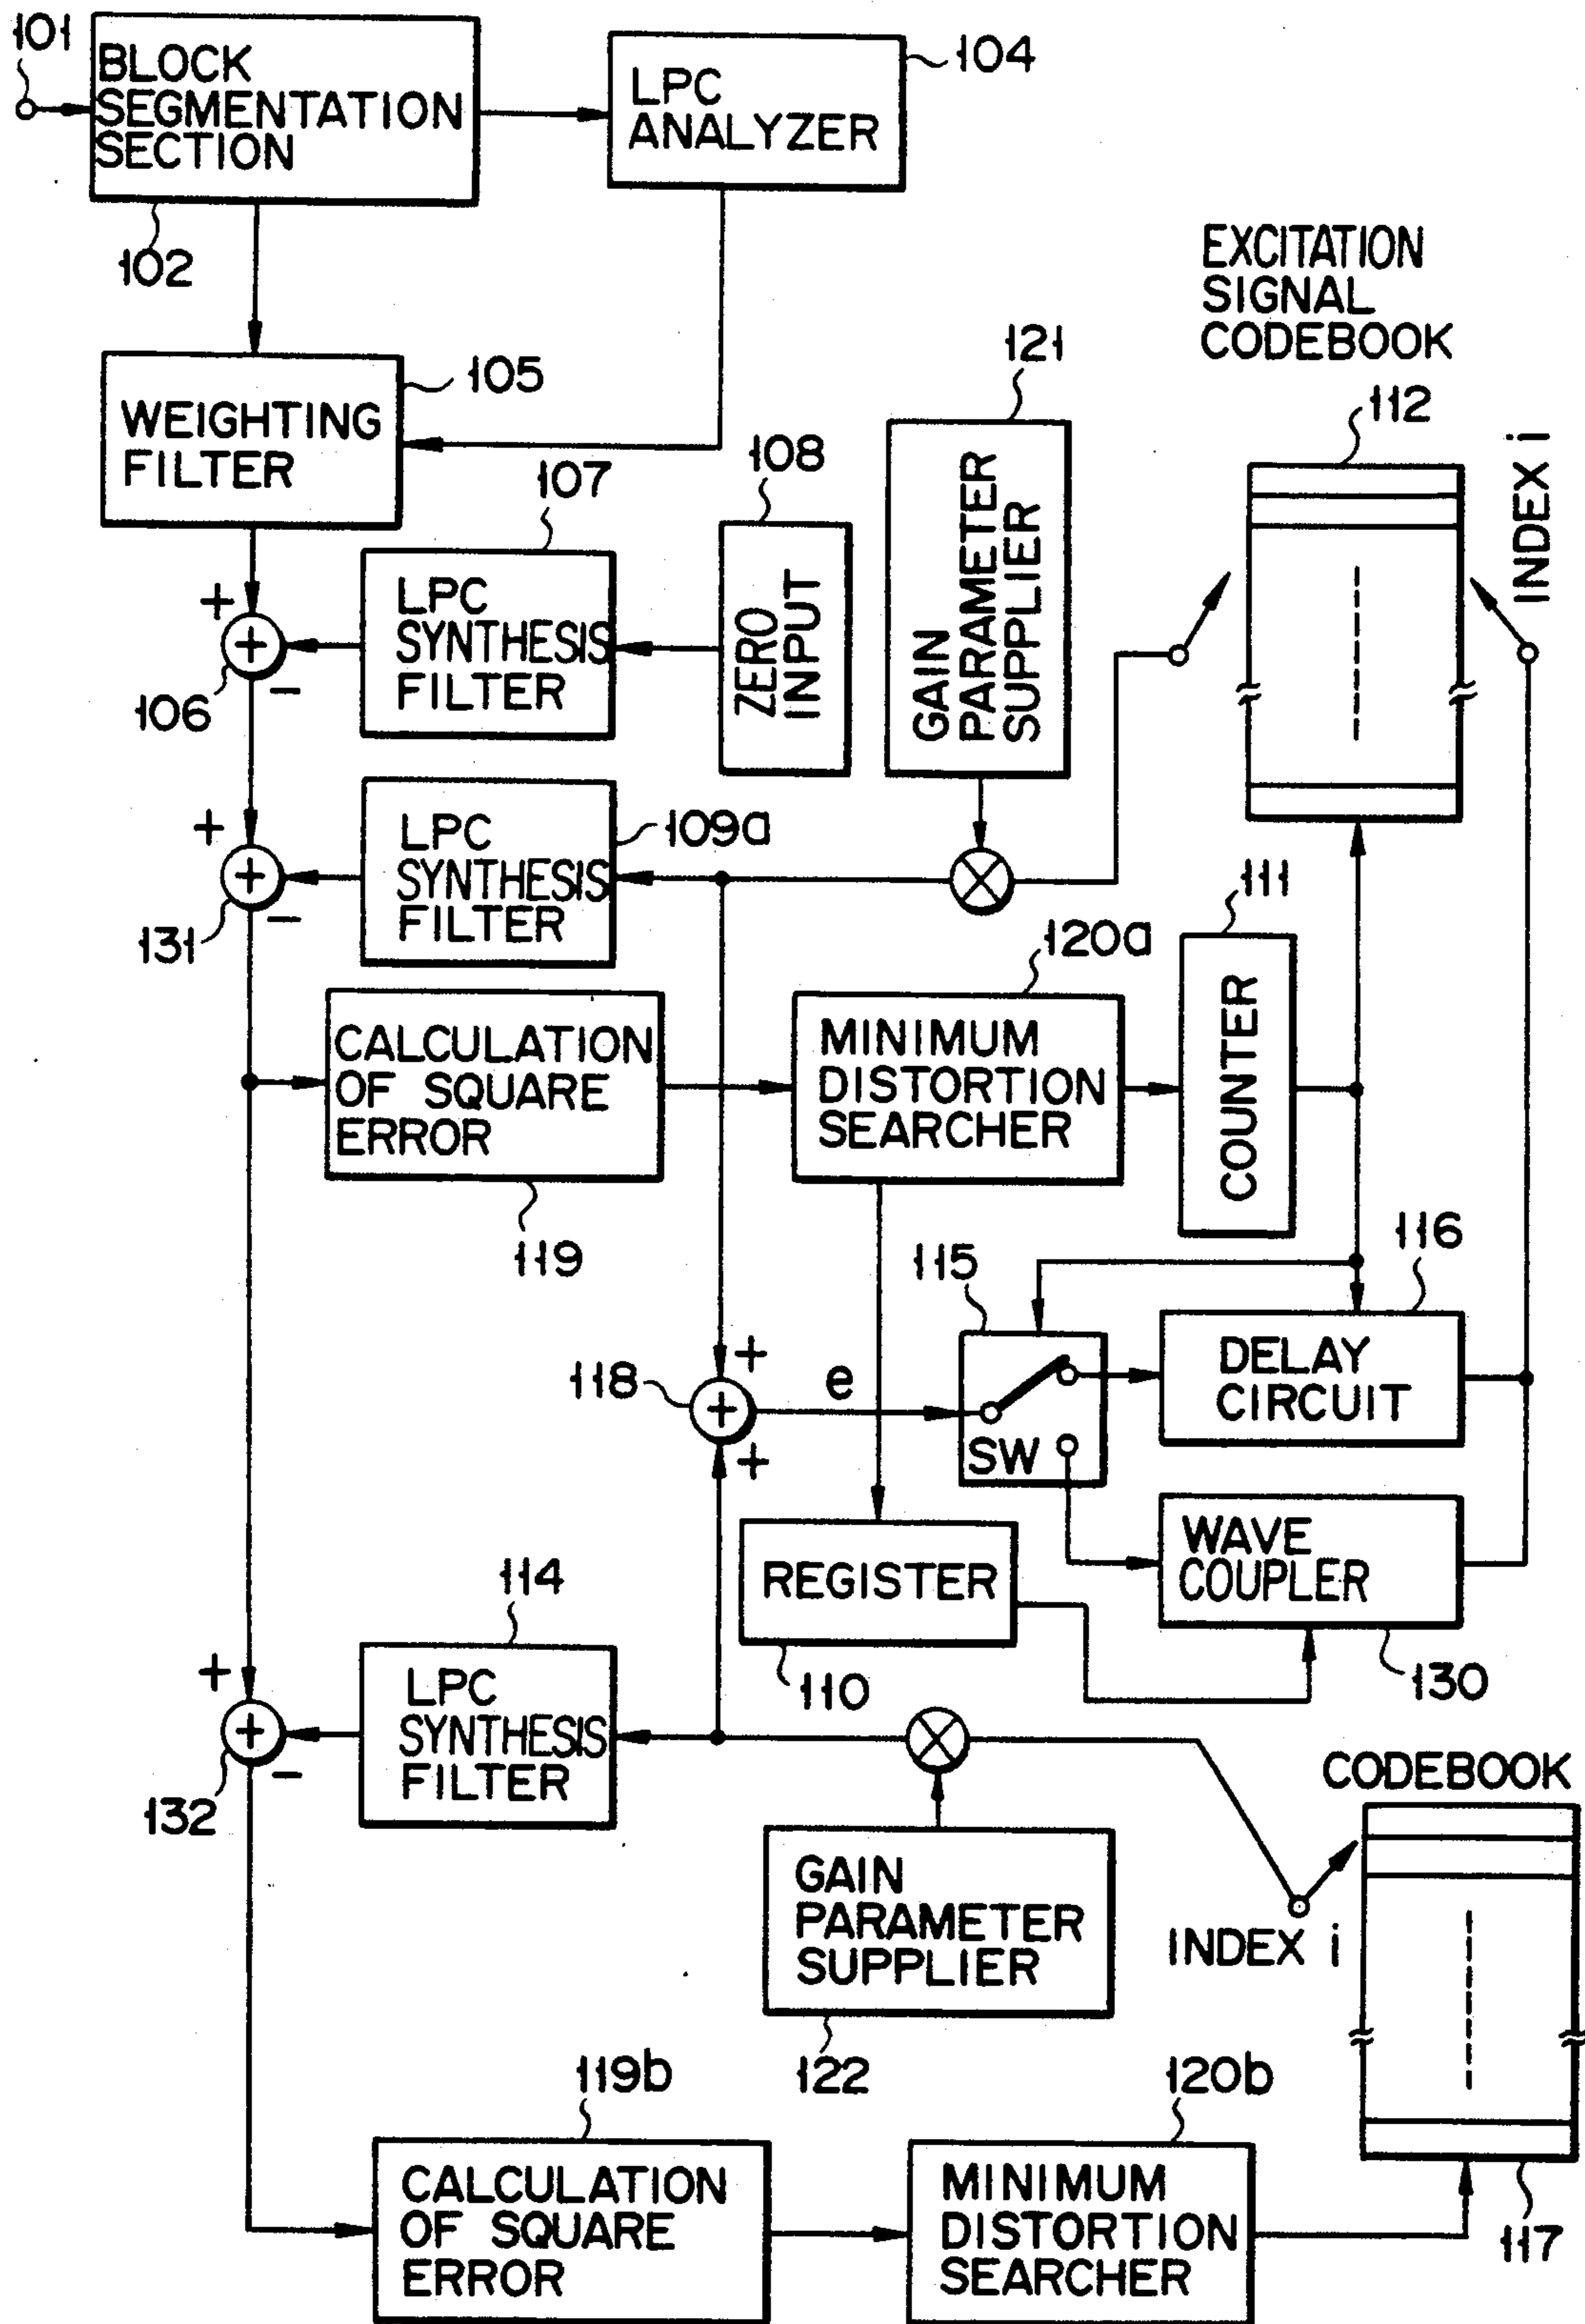 101
BLOCK
SEGMENTATION
SECTION
102
LPC
ANALYZER
104
WEIGHTING
FILTER
105
EXCITATION
SIGNAL
CODEBOOK
112
INDEX i
121
GAIN
PARAMETER
SUPPLIER
107
LPC
SYNTHESIS
FILTER
108
ZERO
INPUT
+
+
106
−
LPC
SYNTHESIS
FILTER
109a
+
+
131
−
CALCULATION
OF SQUARE
ERROR
119
120a
MINIMUM
DISTORTION
SEARCHER
111
COUNTER
115
SW
116
DELAY
CIRCUIT
118
+
+
+
e
WAVE
COUPLER
130
REGISTER
110
114
LPC
SYNTHESIS
FILTER
+
+
132
−
GAIN
PARAMETER
SUPPLIER
122
CODEBOOK
INDEX i
117
119b
CALCULATION
OF SQUARE
ERROR
120b
MINIMUM
DISTORTION
SEARCHER